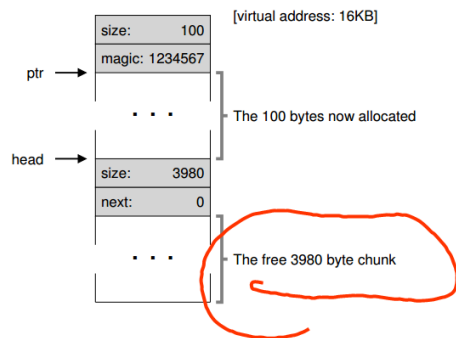 [virtual address: 16KB]
size: 100
magic: 1234567
ptr
. . .
The 100 bytes now allocated
head
size: 3980
next: 0
. . .
The free 3980 byte chunk